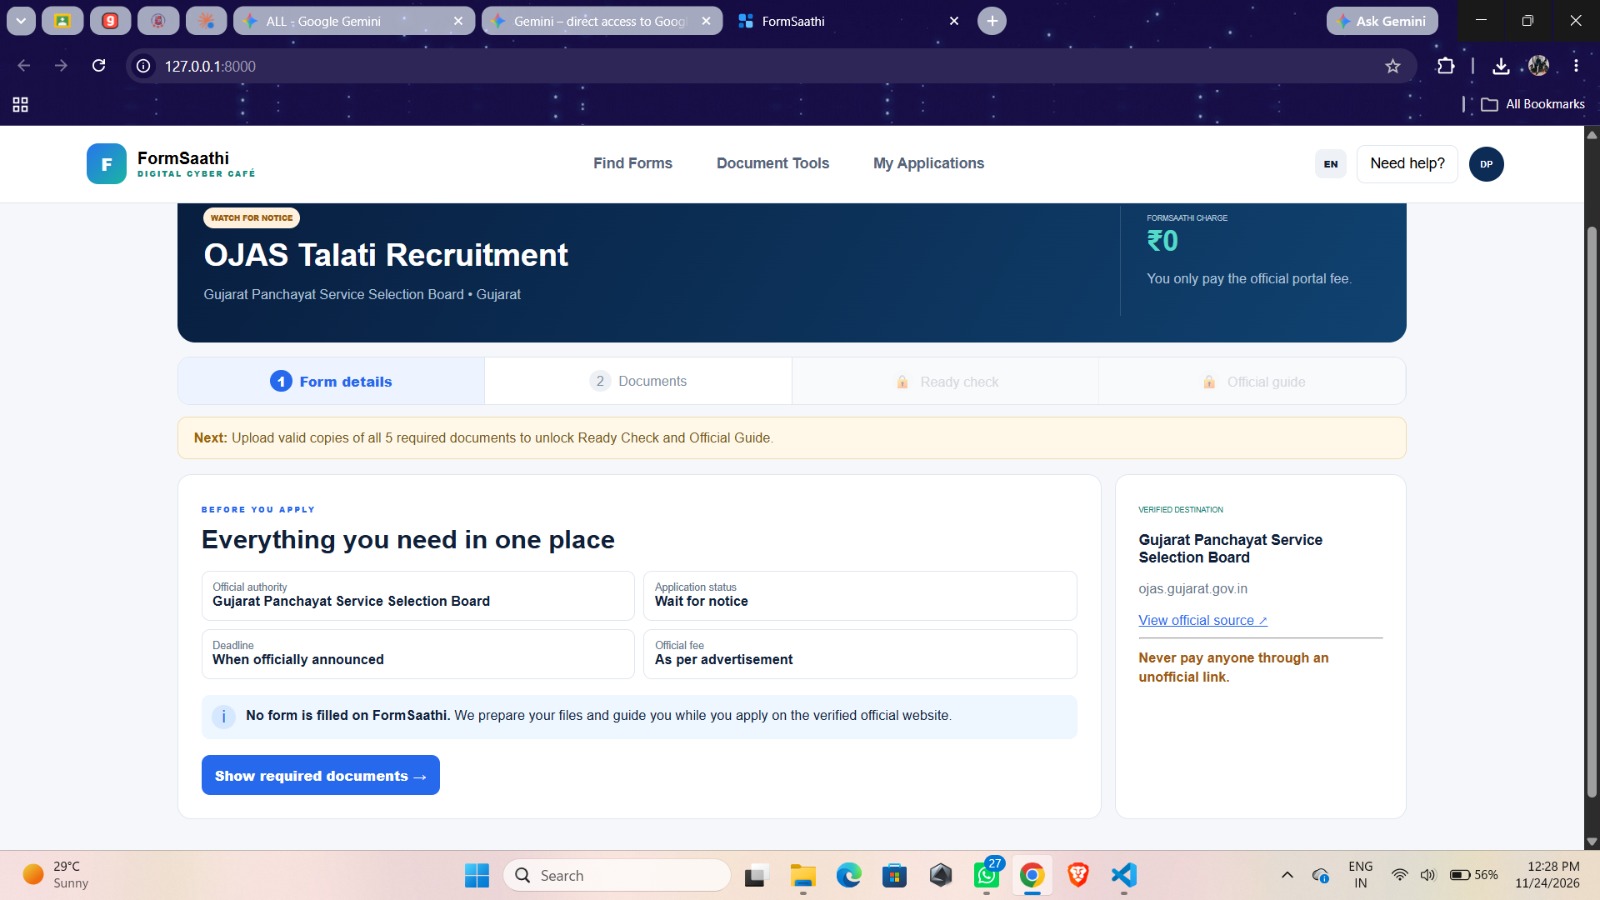 ALL - Google Gemini
Gemini – direct access to Goog
FormSaathi
Ask Gemini
127.0.0.1:8000
All Bookmarks
F
FormSaathi
DIGITAL CYBER CAFÉ
Find Forms
Document Tools
My Applications
EN
Need help?
DP
WATCH FOR NOTICE
OJAS Talati Recruitment
Gujarat Panchayat Service Selection Board • Gujarat
FORMSAATHI CHARGE
₹0
You only pay the official portal fee.
1 Form details
2 Documents
Ready check
Official guide
Next: Upload valid copies of all 5 required documents to unlock Ready Check and Official Guide.
BEFORE YOU APPLY
Everything you need in one place
Official authority
Gujarat Panchayat Service Selection Board
Application status
Wait for notice
Deadline
When officially announced
Official fee
As per advertisement
i No form is filled on FormSaathi. We prepare your files and guide you while you apply on the verified official website.
Show required documents →
VERIFIED DESTINATION
Gujarat Panchayat Service
Selection Board
ojas.gujarat.gov.in
View official source ↗
Never pay anyone through an
unofficial link.
29°C
Sunny
Search
27
ENG
IN
56%
12:28 PM
11/24/2026